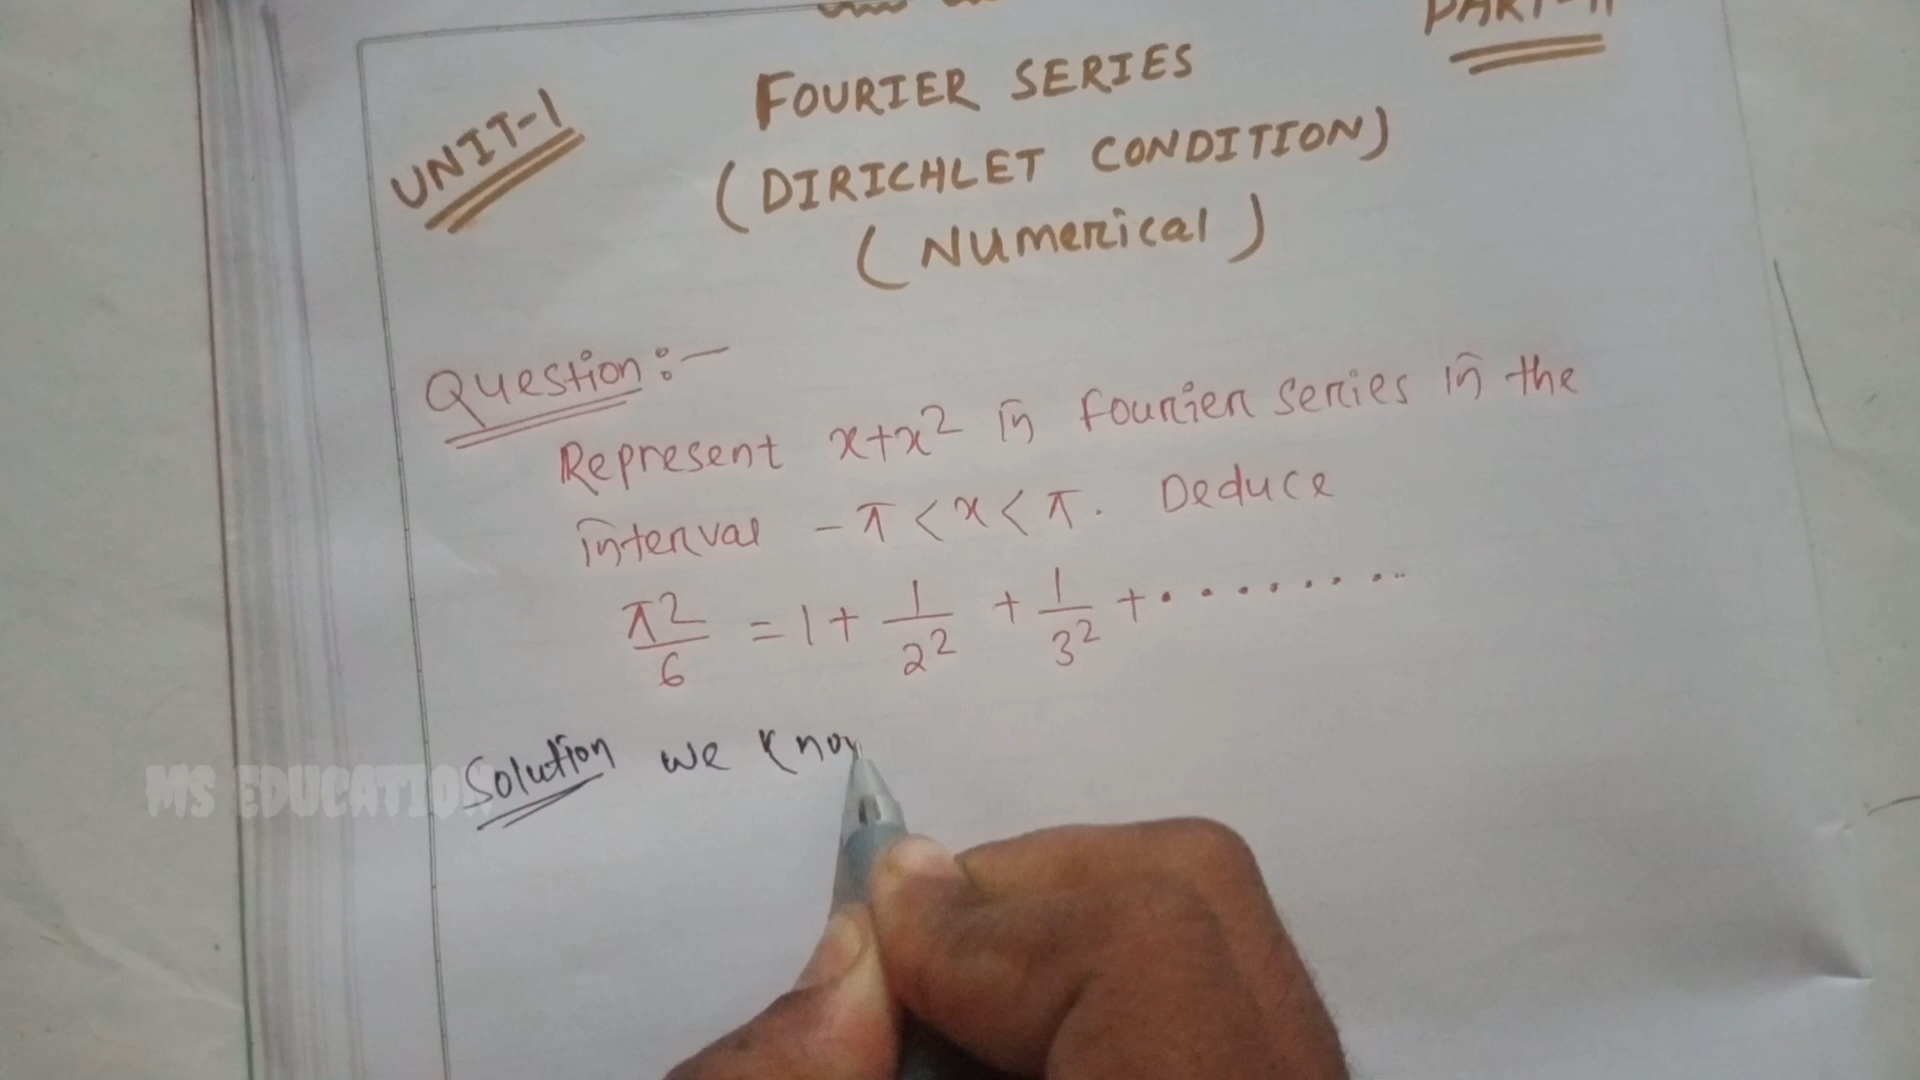 PART-II
UNIT-1
FOURIER SERIES
(DIRICHLET CONDITION)
(Numerical)
Question:-
Represent x+x² in fourier series in the
interval -π<x<π. Deduce
π2/6 = 1 + 1/2² + 1/3² + ............
Solution we know
MS EDUCATION